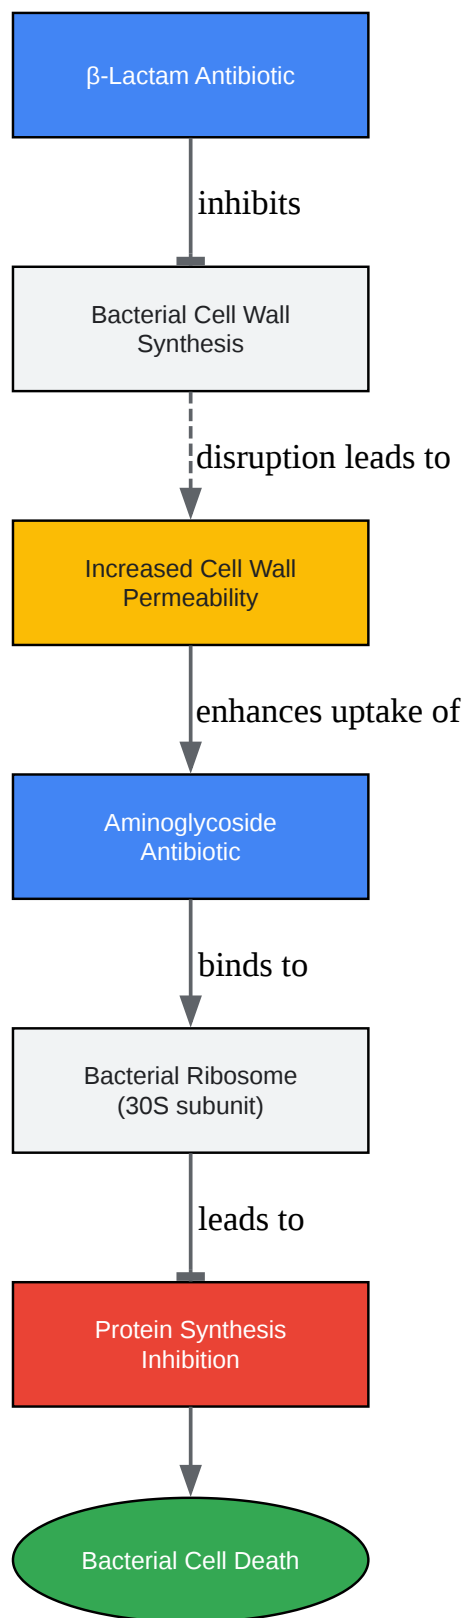 β-Lactam Antibiotic
inhibits
Bacterial Cell Wall
Synthesis
disruption leads to
Increased Cell Wall
Permeability
enhances uptake of
Aminoglycoside
Antibiotic
binds to
Bacterial Ribosome
(30S subunit)
leads to
Protein Synthesis
Inhibition
Bacterial Cell Death